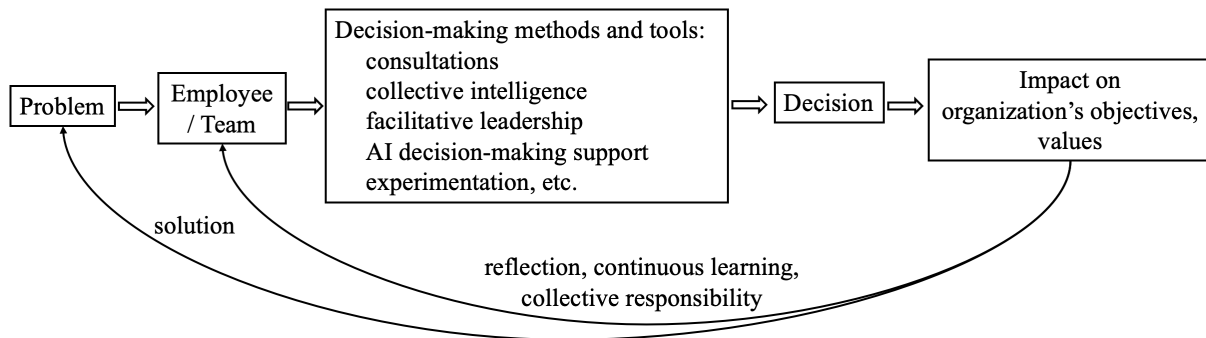 Problem
Employee
/ Team
Decision-making methods and tools:
consultations
collective intelligence
facilitative leadership
AI decision-making support
experimentation, etc.
Decision
Impact on
organization’s objectives,
values
solution
reflection, continuous learning,
collective responsibility